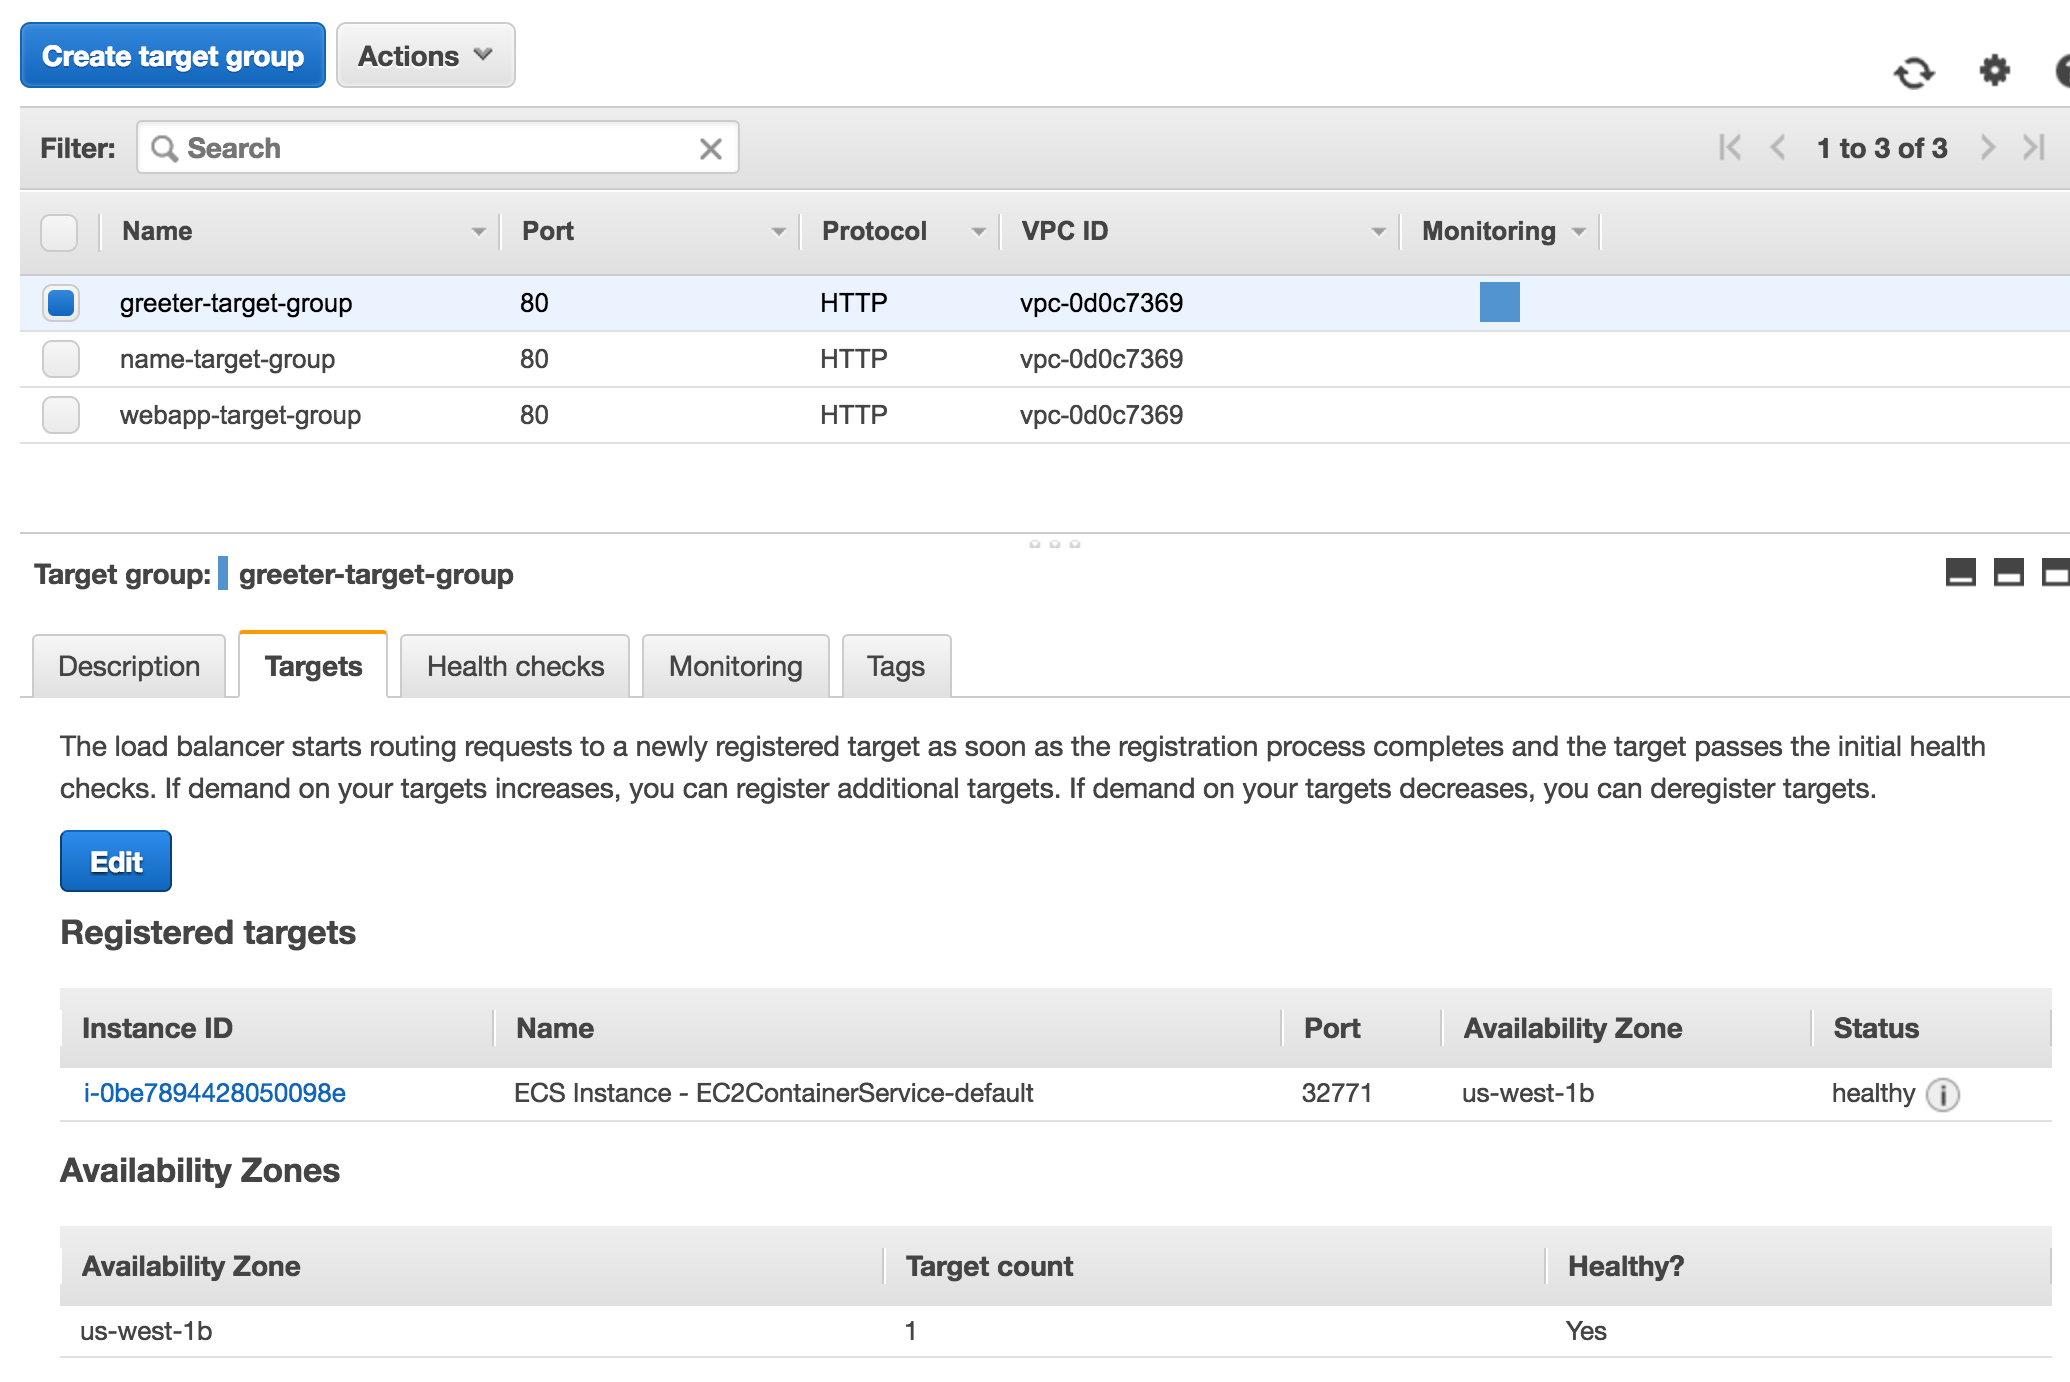 Create target group Actions
Filter: Search 1 to 3 of 3
Name Port Protocol VPC ID Monitoring
greeter-target-group 80 HTTP vpc-0d0c7369
name-target-group 80 HTTP vpc-0d0c7369
webapp-target-group 80 HTTP vpc-0d0c7369
Target group: greeter-target-group
Description Targets Health checks Monitoring Tags
The load balancer starts routing requests to a newly registered target as soon as the registration process completes and the target passes the initial health
checks. If demand on your targets increases, you can register additional targets. If demand on your targets decreases, you can deregister targets.
Edit
Registered targets
Instance ID Name Port Availability Zone Status
i-0be7894428050098e ECS Instance - EC2ContainerService-default 32771 us-west-1b healthy i
Availability Zones
Availability Zone Target count Healthy?
us-west-1b 1 Yes